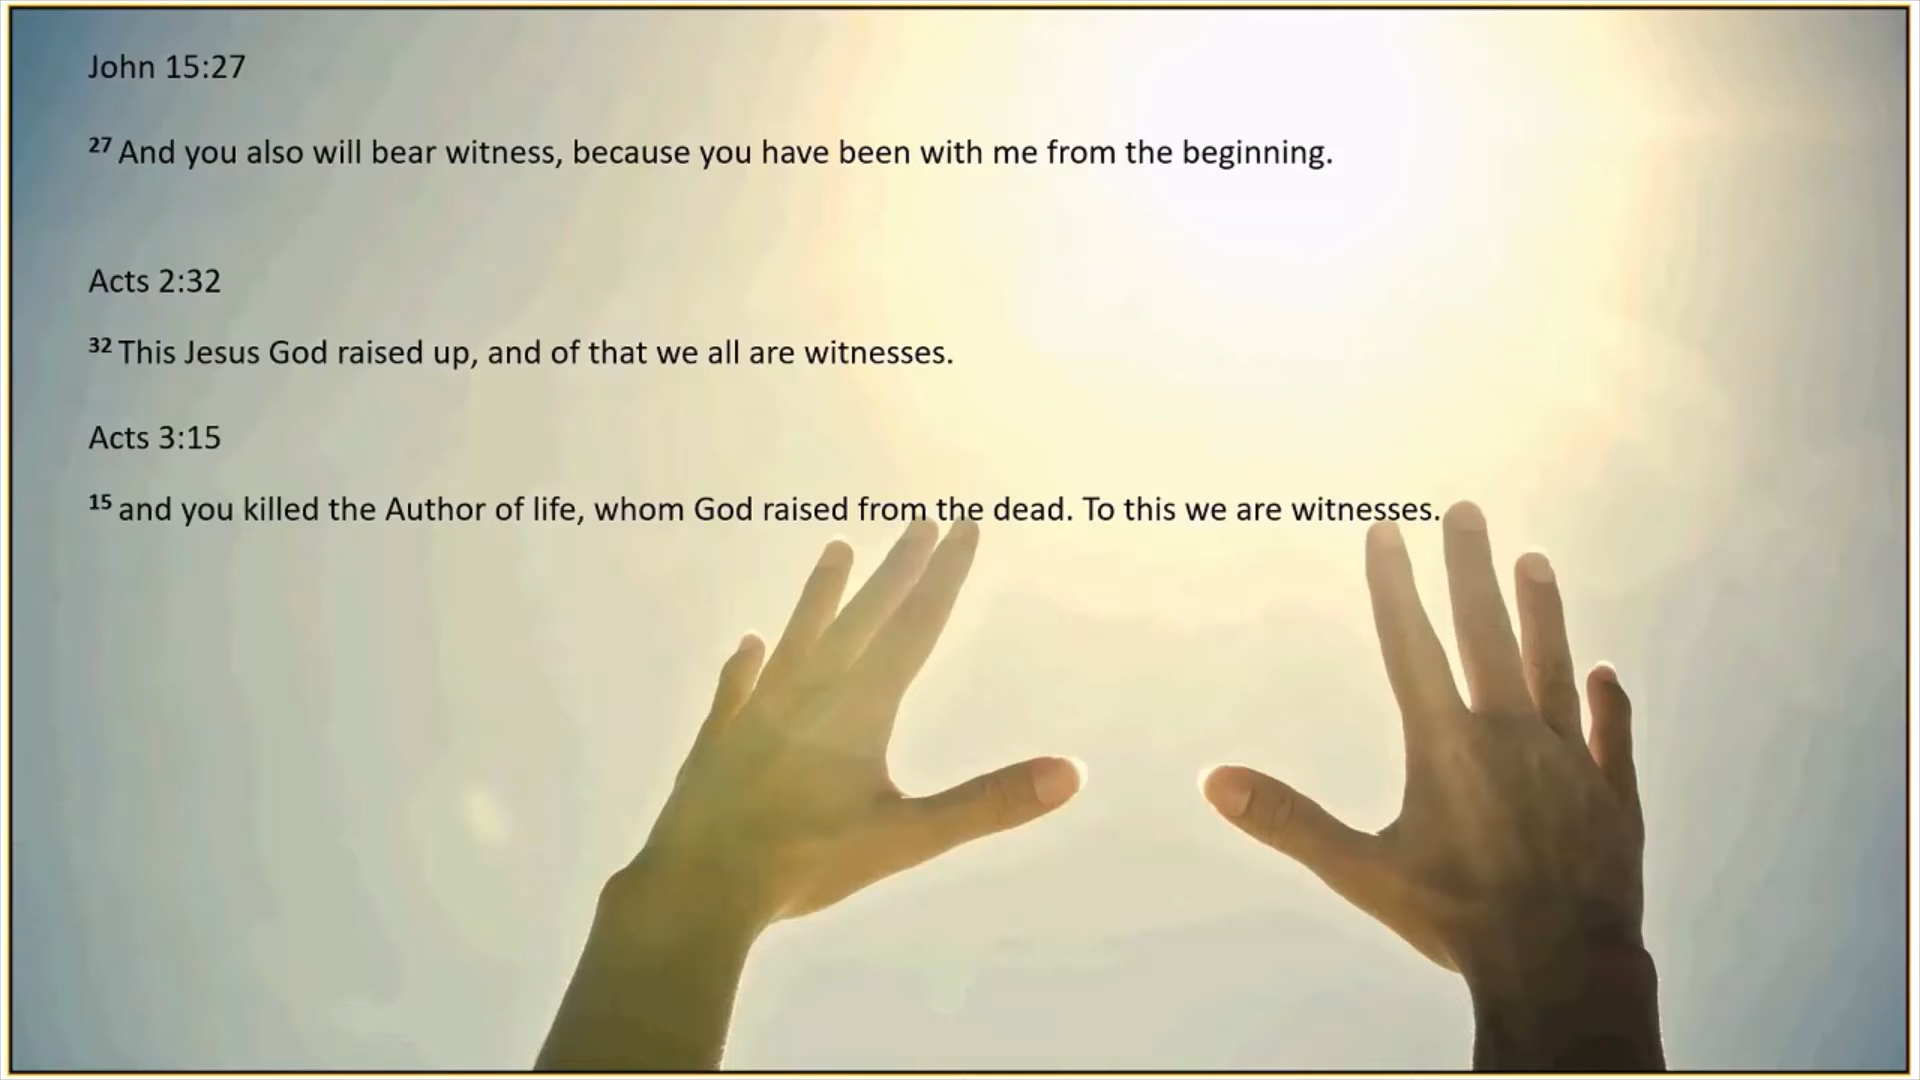 John 15:27
27 And you also will bear witness, because you have been with me from the beginning.
Acts 2:32
32 This Jesus God raised up, and of that we all are witnesses.
Acts 3:15
15 and you killed the Author of life, whom God raised from the dead. To this we are witnesses.